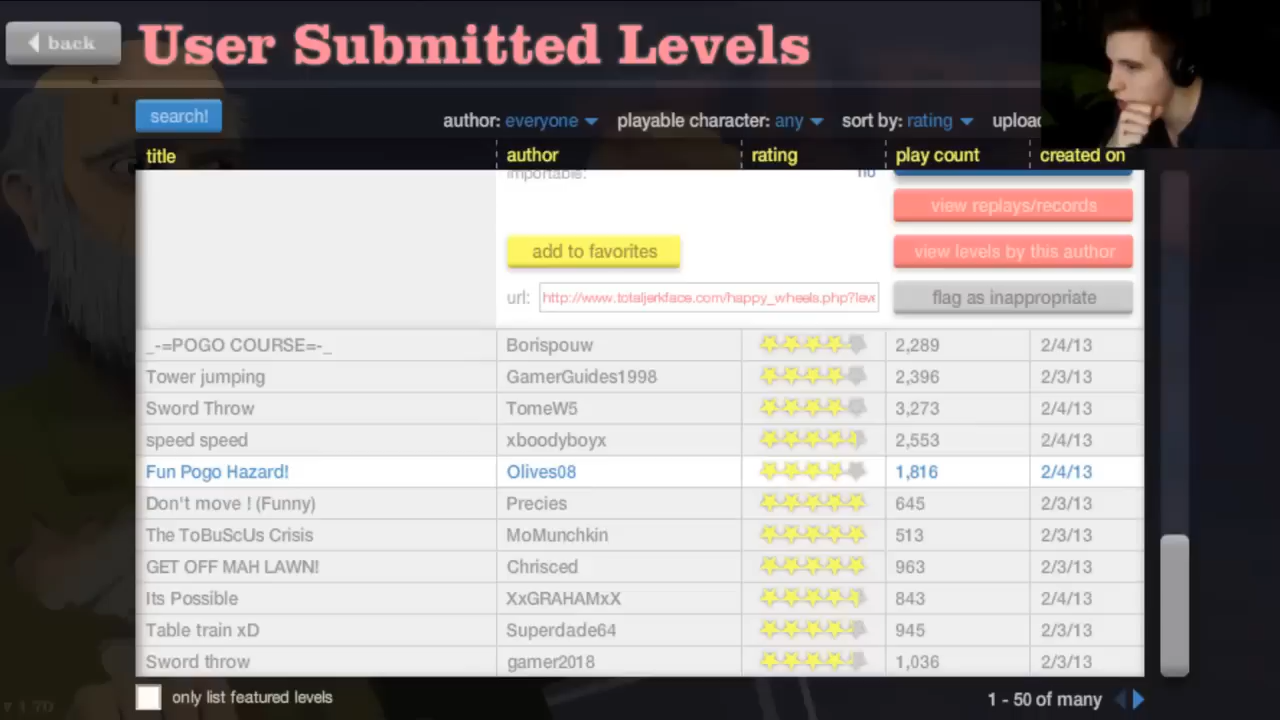 back
User Submitted Levels
search!
author: everyone
playable character: any
sort by: rating
uploa
title author rating play count created on
importable: no
view replays/records
add to favorites
view levels by this author
url: http://www.totaljerkface.com/happy_wheels.php?leve
flag as inappropriate
_-=POGO COURSE=-_ Borispouw 2,289 2/4/13
Tower jumping GamerGuides1998 2,396 2/3/13
Sword Throw TomeW5 3,273 2/4/13
speed speed xboodyboyx 2,553 2/4/13
Fun Pogo Hazard! Olives08 1,816 2/4/13
Don't move ! (Funny) Precies 645 2/3/13
The ToBuScUs Crisis MoMunchkin 513 2/3/13
GET OFF MAH LAWN! Chrisced 963 2/3/13
Its Possible XxGRAHAMxX 843 2/4/13
Table train xD Superdade64 945 2/3/13
Sword throw gamer2018 1,036 2/3/13
only list featured levels
1 - 50 of many